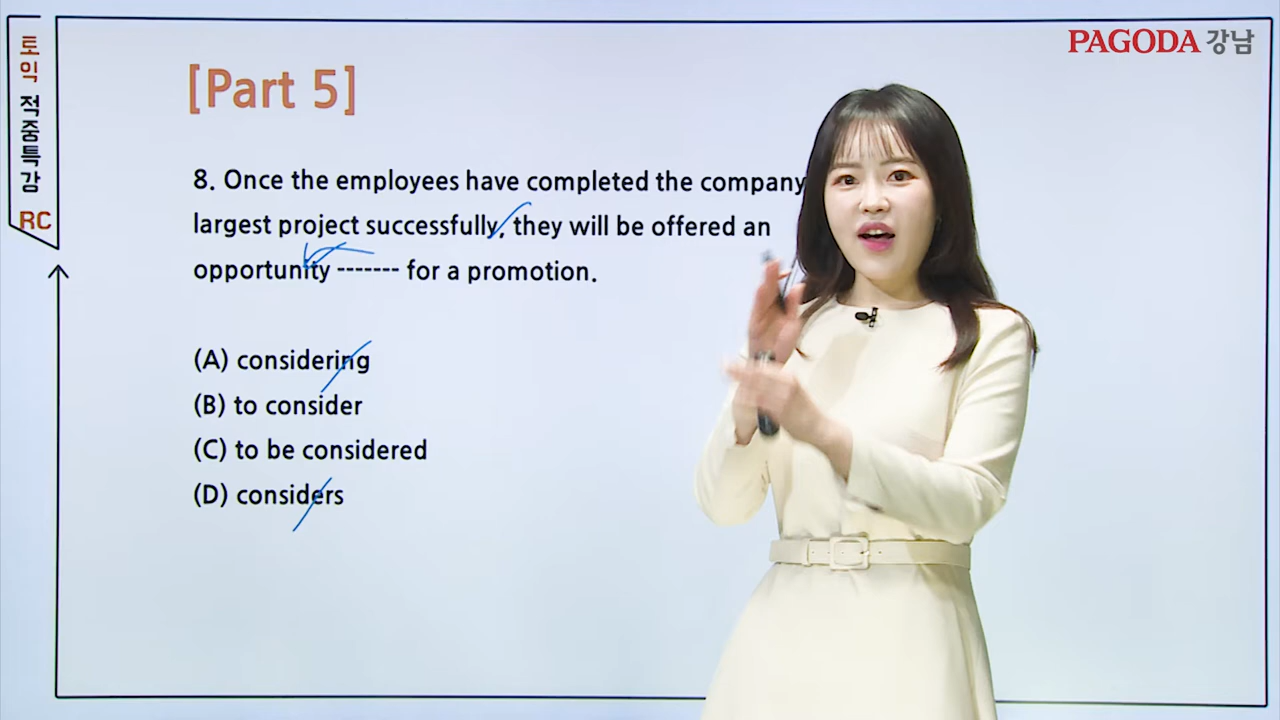 PAGODA 강남
토익 적중특강 RC
[Part 5]
8. Once the employees have completed the company
largest project successfully, they will be offered an
opportunity ------- for a promotion.
(A) considering
(B) to consider
(C) to be considered
(D) considers